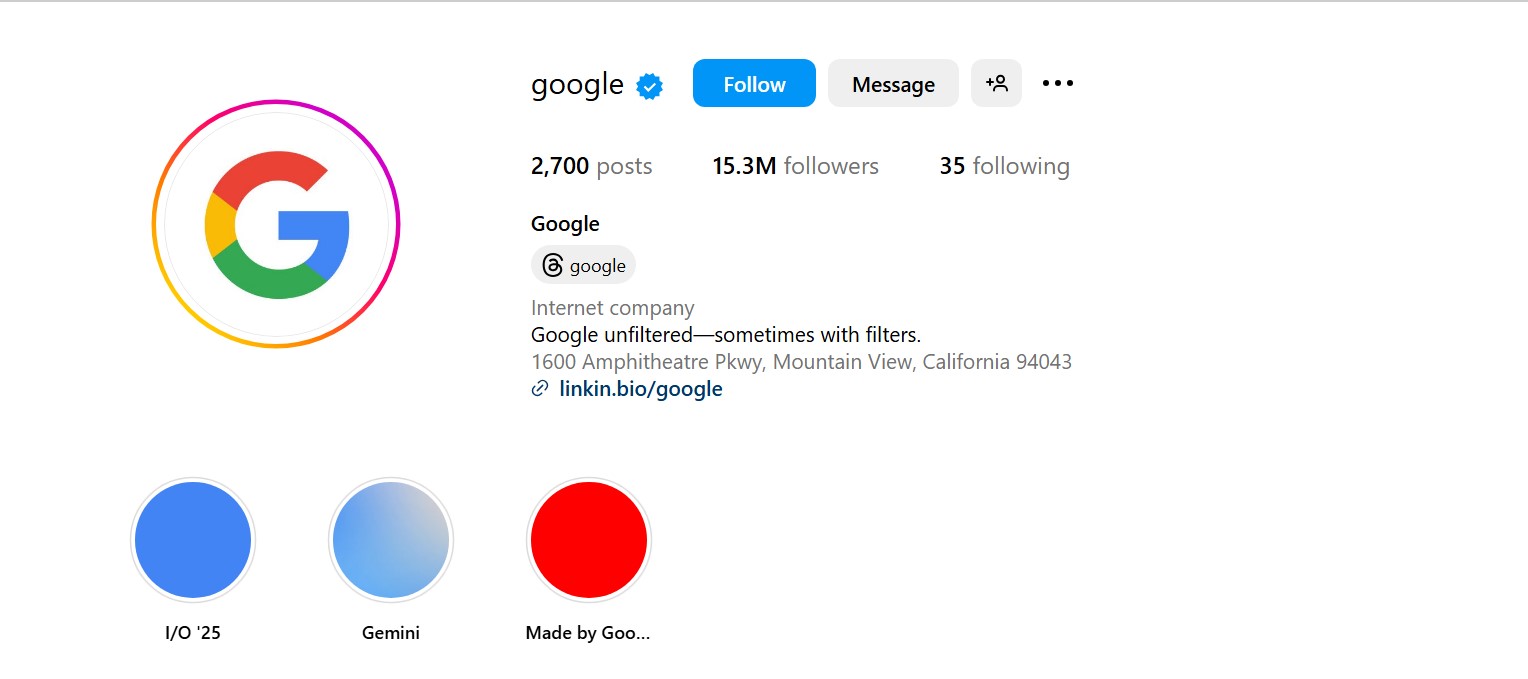 google Follow Message
2,700 posts 15.3M followers 35 following
Google
google
Internet company
Google unfiltered—sometimes with filters.
1600 Amphitheatre Pkwy, Mountain View, California 94043
linkin.bio/google
I/O '25 Gemini Made by Goo...